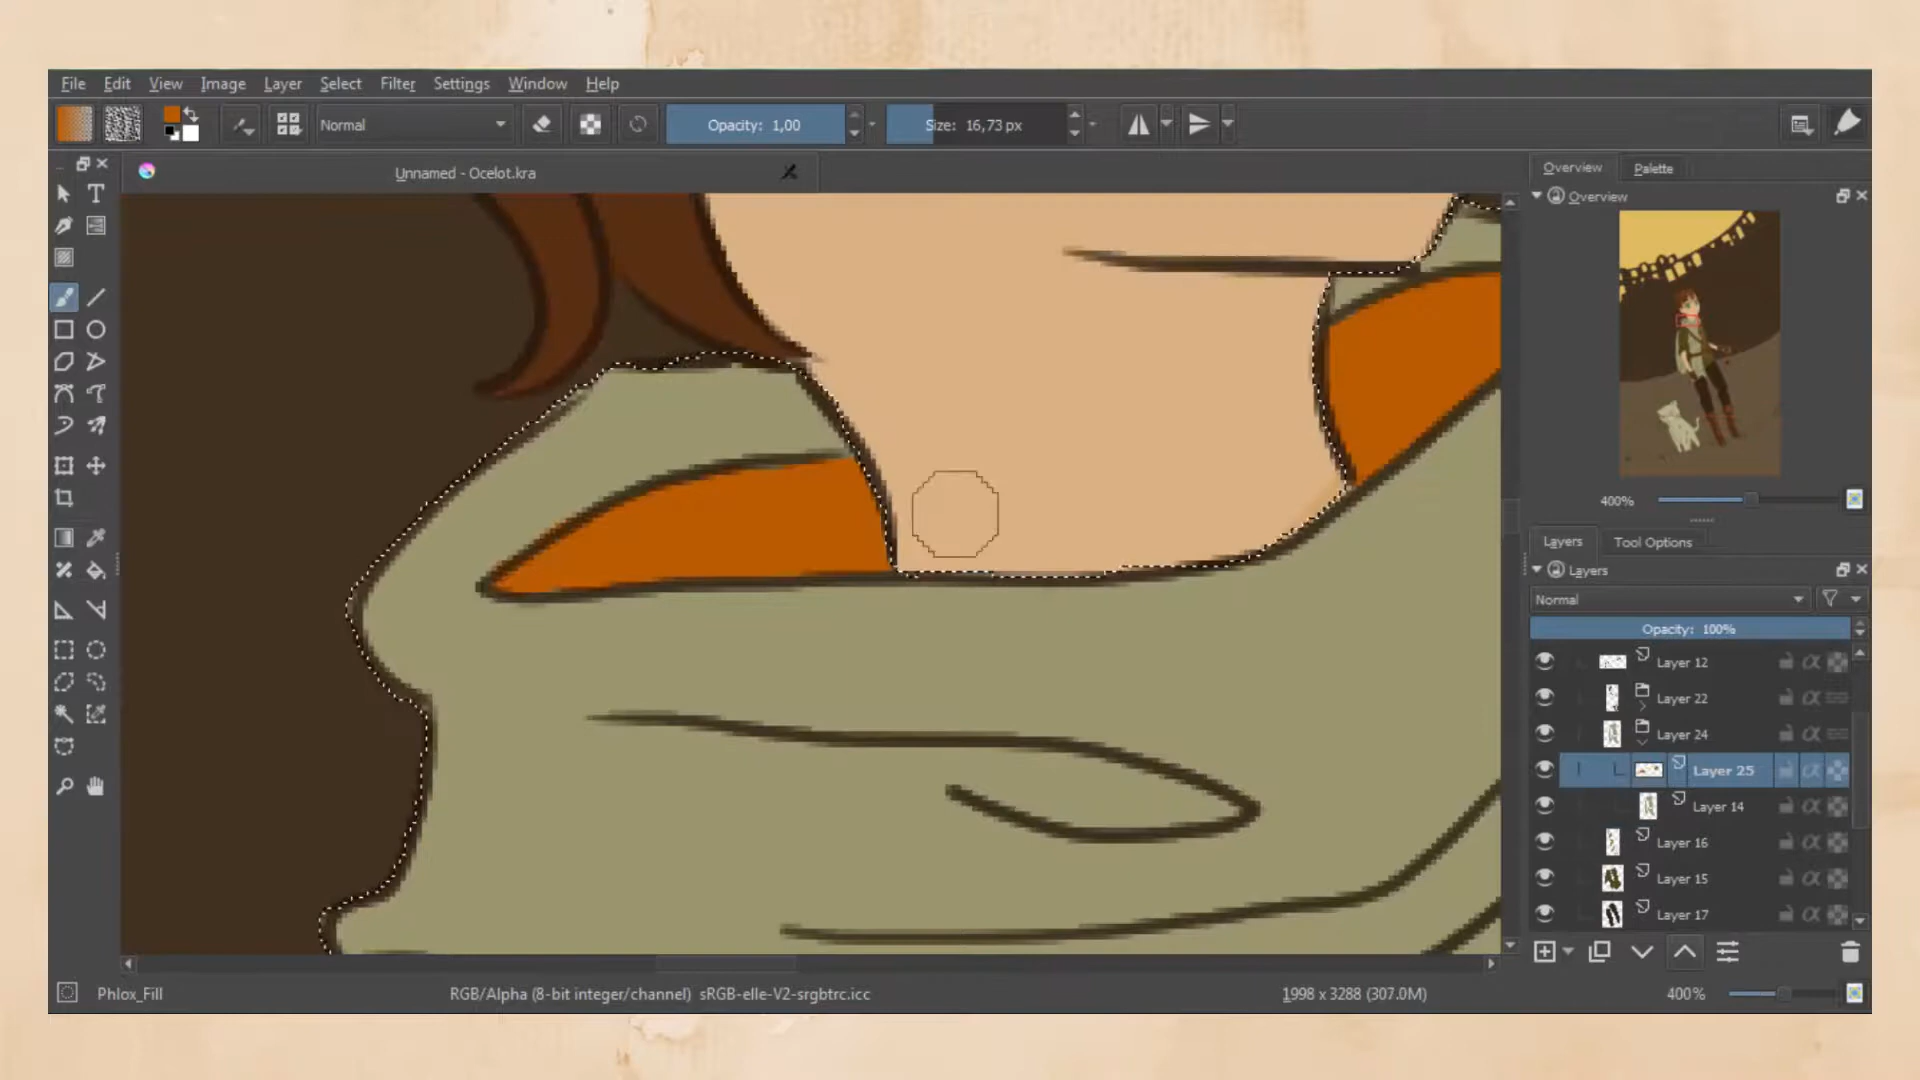 File Edit View Image Layer Select Filter Settings Window Help
Normal Opacity: 1,00 Size: 16,73 px
Unnamed - Ocelot.kra
Overview Palette
Overview
400%
Layers Tool Options
Layers
Normal
Opacity: 100%
Layer 12
Layer 22
Layer 24
Layer 25
Layer 14
Layer 16
Layer 15
Layer 17
Phlox_Fill RGB/Alpha (8-bit integer/channel) sRGB-elle-V2-srgbtrc.icc 1998 x 3288 (307.0M) 400%